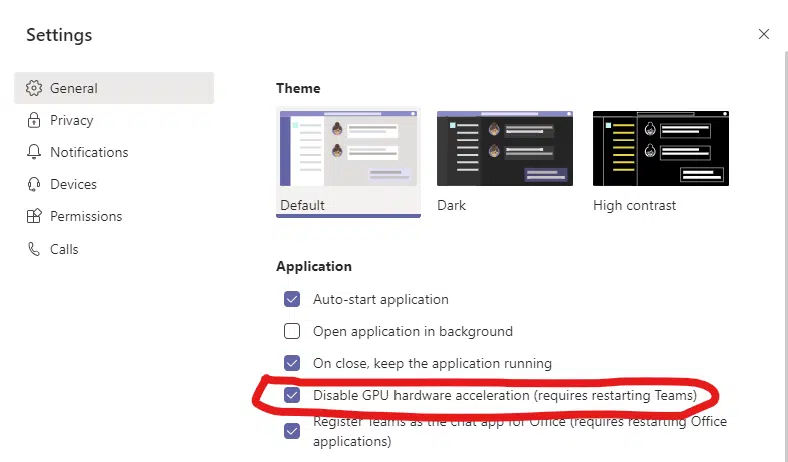 Settings
General
Privacy
Notifications
Devices
Permissions
Calls
Theme
Default
Dark
High contrast
Application
Auto-start application
Open application in background
On close, keep the application running
Disable GPU hardware acceleration (requires restarting Teams)
Register Teams as the chat app for Office (requires restarting Office
applications)